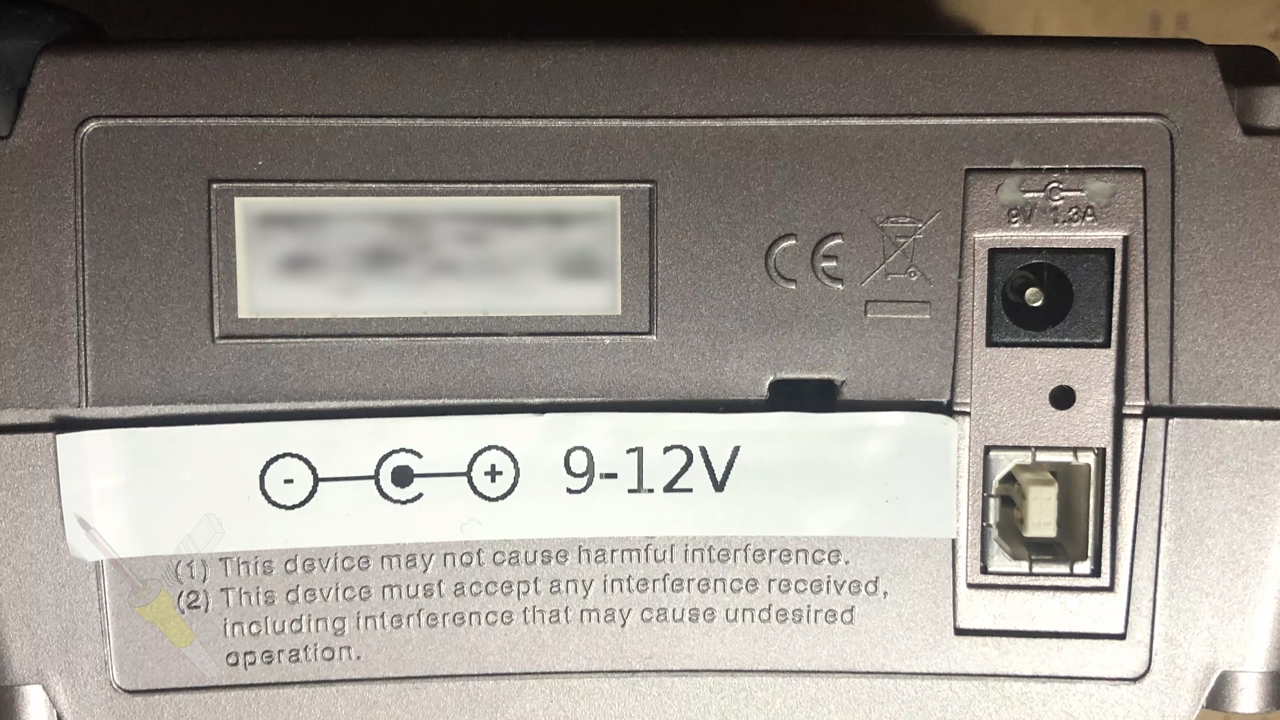 CE
9V 1.3A
- + 9-12V
(1) This device may not cause harmful interference.
(2) This device must accept any interference received,
including interference that may cause undesired
operation.